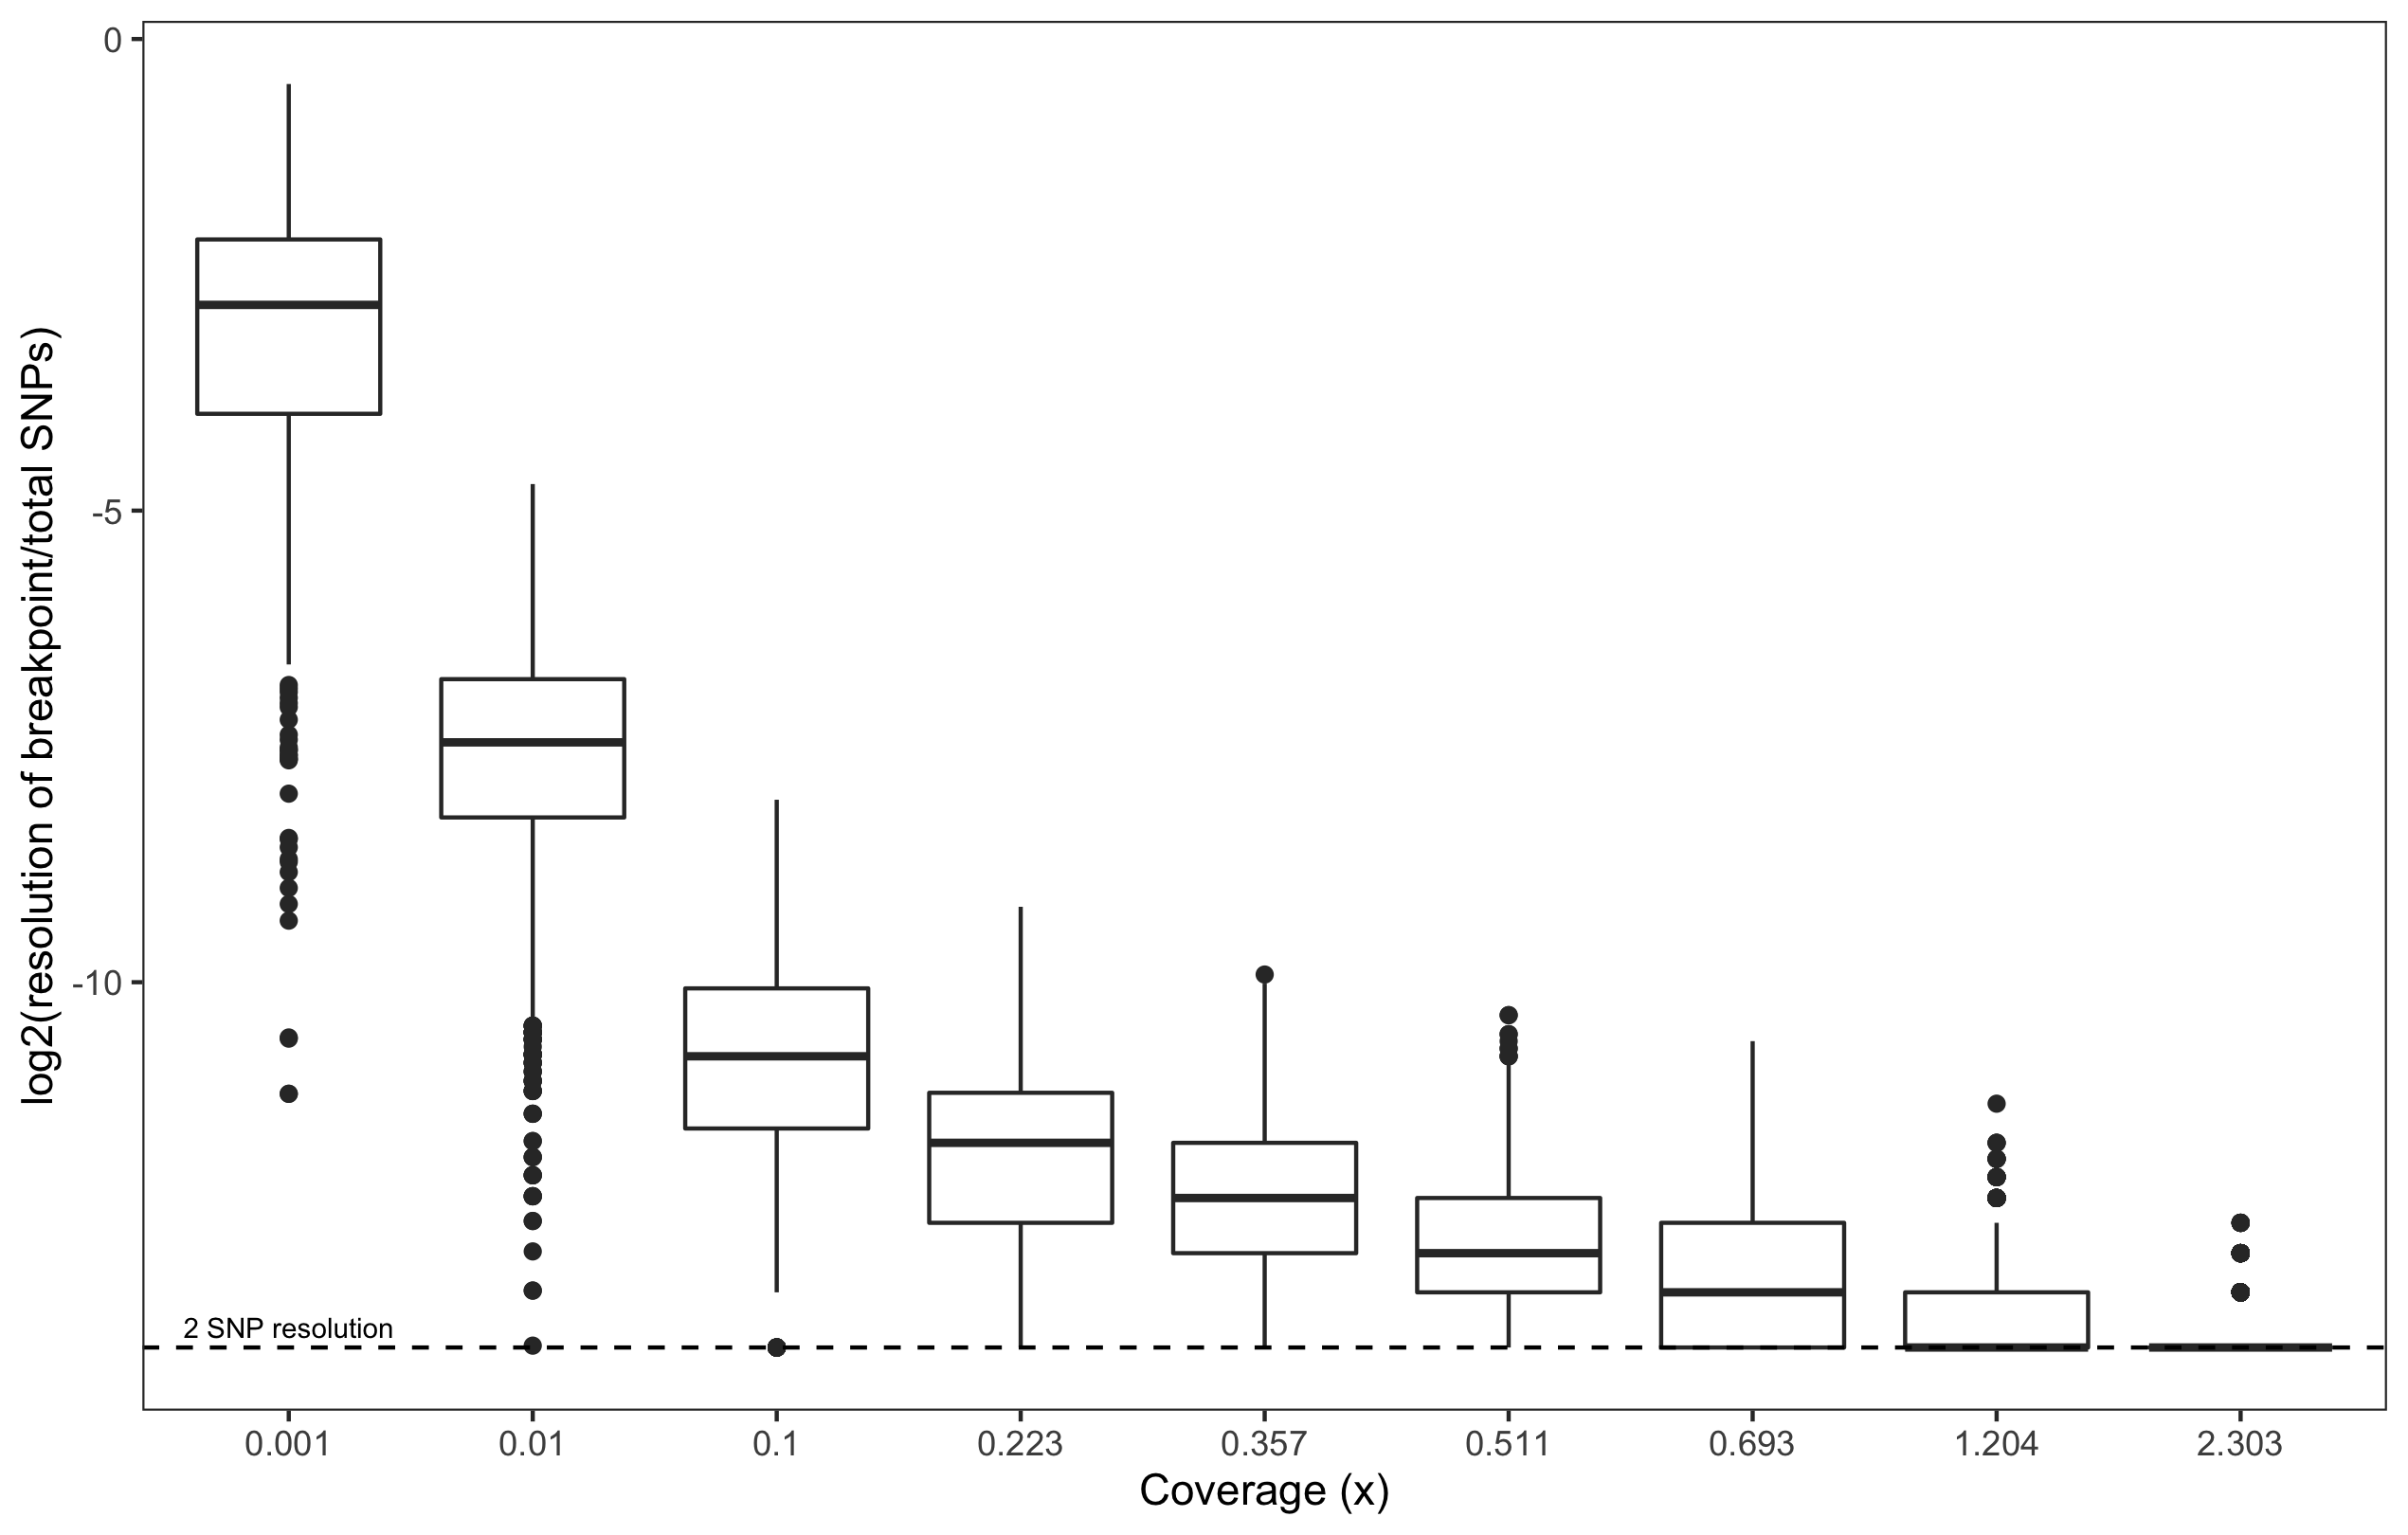 log2(resolution of breakpoint/total SNPs)
0
-5
-10
2 SNP resolution
0.001 0.01 0.1 0.223 0.357 0.511 0.693 1.204 2.303
Coverage (x)